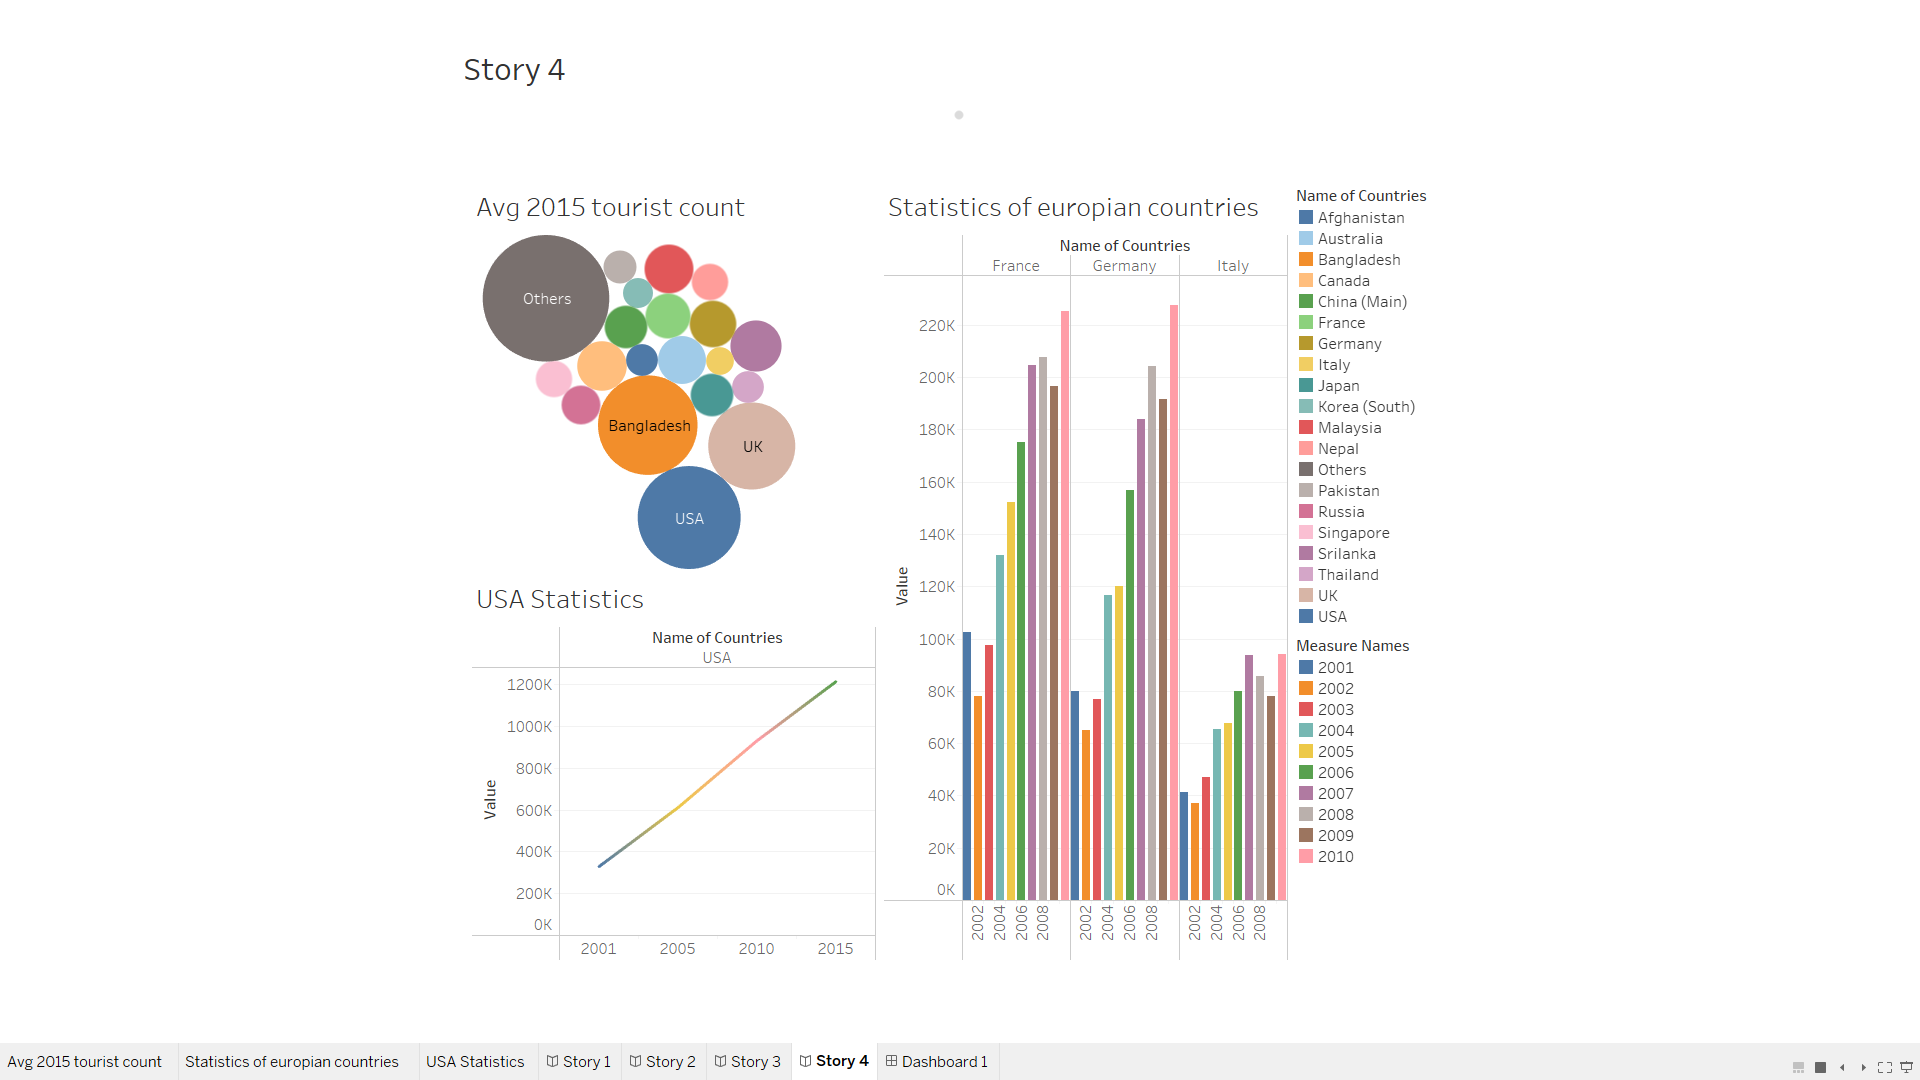 Story 4
Avg 2015 tourist count
Others
Bangladesh
UK
USA
USA Statistics
Name of Countries
USA
Value
1200K
1000K
800K
600K
400K
200K
0K
2001 2005 2010 2015
Statistics of europian countries
Name of Countries
France Germany Italy
Value
220K
200K
180K
160K
140K
120K
100K
80K
60K
40K
20K
0K
2002 2004 2006 2008 2002 2004 2006 2008 2002 2004 2006 2008
Name of Countries
Afghanistan
Australia
Bangladesh
Canada
China (Main)
France
Germany
Italy
Japan
Korea (South)
Malaysia
Nepal
Others
Pakistan
Russia
Singapore
Srilanka
Thailand
UK
USA
Measure Names
2001
2002
2003
2004
2005
2006
2007
2008
2009
2010
Avg 2015 tourist count Statistics of europian countries USA Statistics Story 1 Story 2 Story 3 Story 4 Dashboard 1